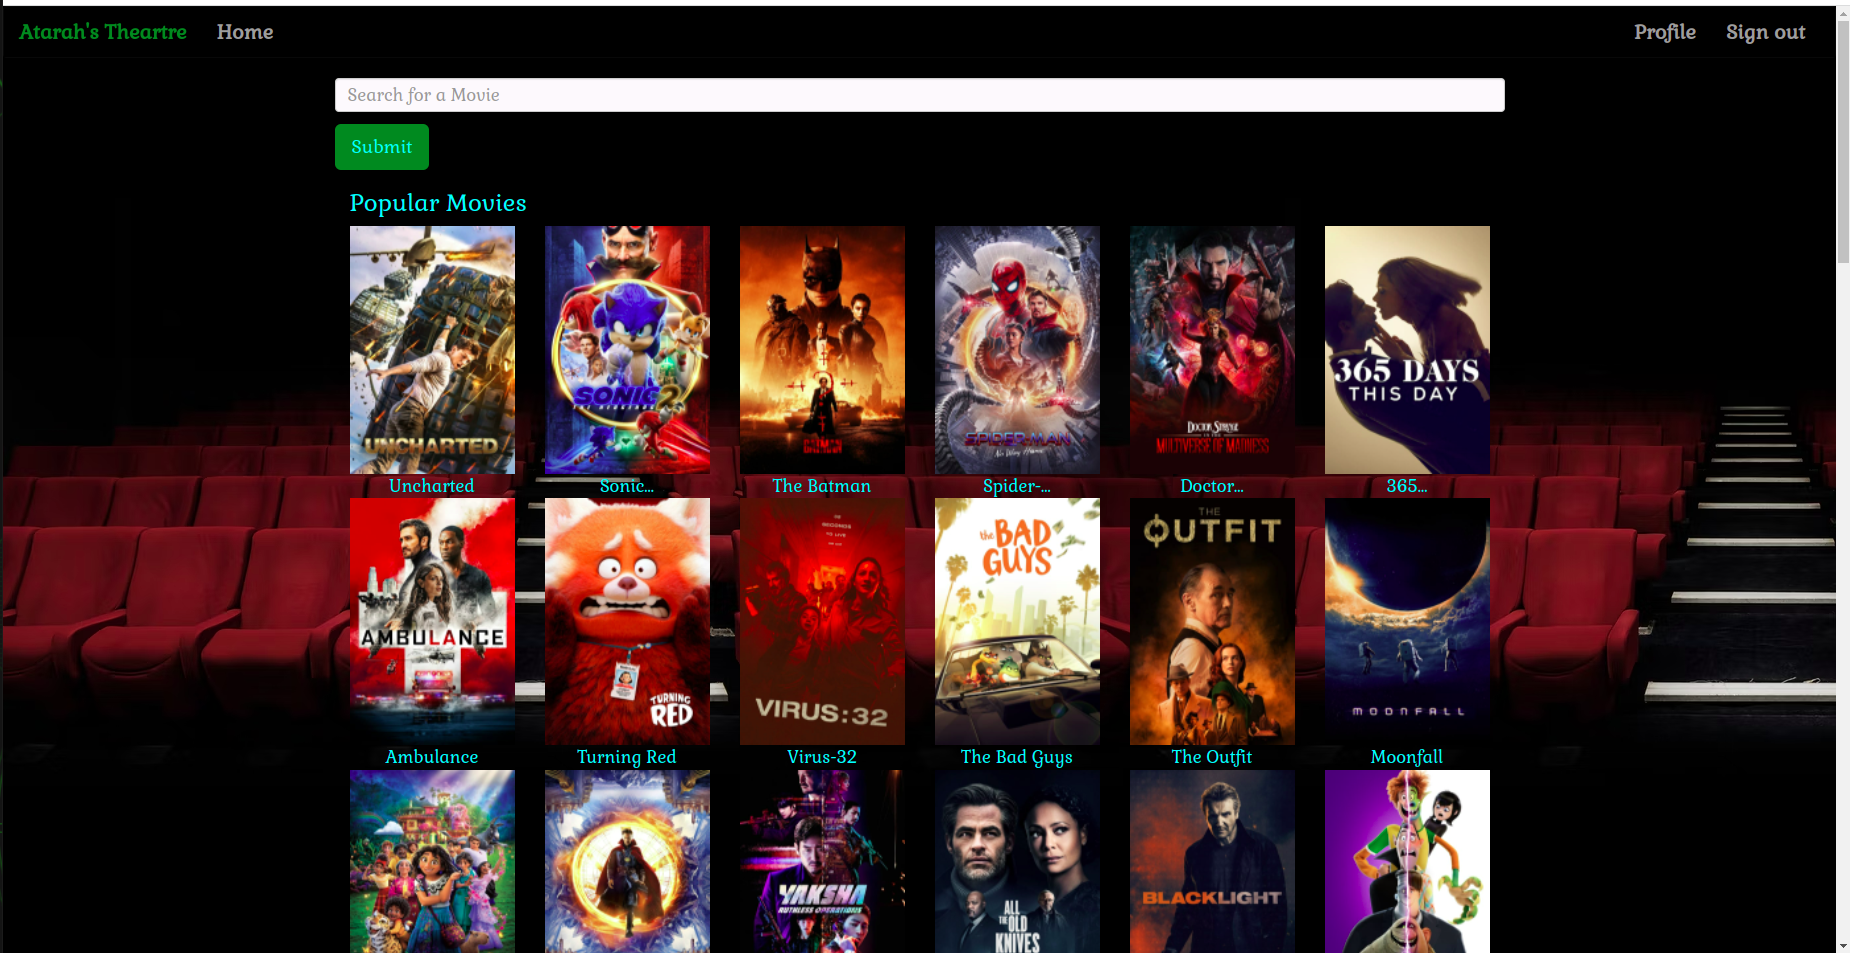 Atarah's Theartre Home Profile Sign out
Search for a Movie
Submit
Popular Movies
UNCHARTED
SONIC 2
THE HEDGEHOG
THE BATMAN
SPIDER-MAN
No Way Home
DOCTOR STRANGE
IN THE
MULTIVERSE OF MADNESS
365 DAYS
THIS DAY
Uncharted Sonic... The Batman Spider-... Doctor... 365...
AMBULANCE
TURNING
RED
VIRUS:32
the BAD
GUYS
THE
OUTFIT
MOONFALL
Ambulance Turning Red Virus-32 The Bad Guys The Outfit Moonfall
YAKSHA
RUTHLESS OPERATIONS
ALL
THE OLD
KNIVES
BLACKLIGHT